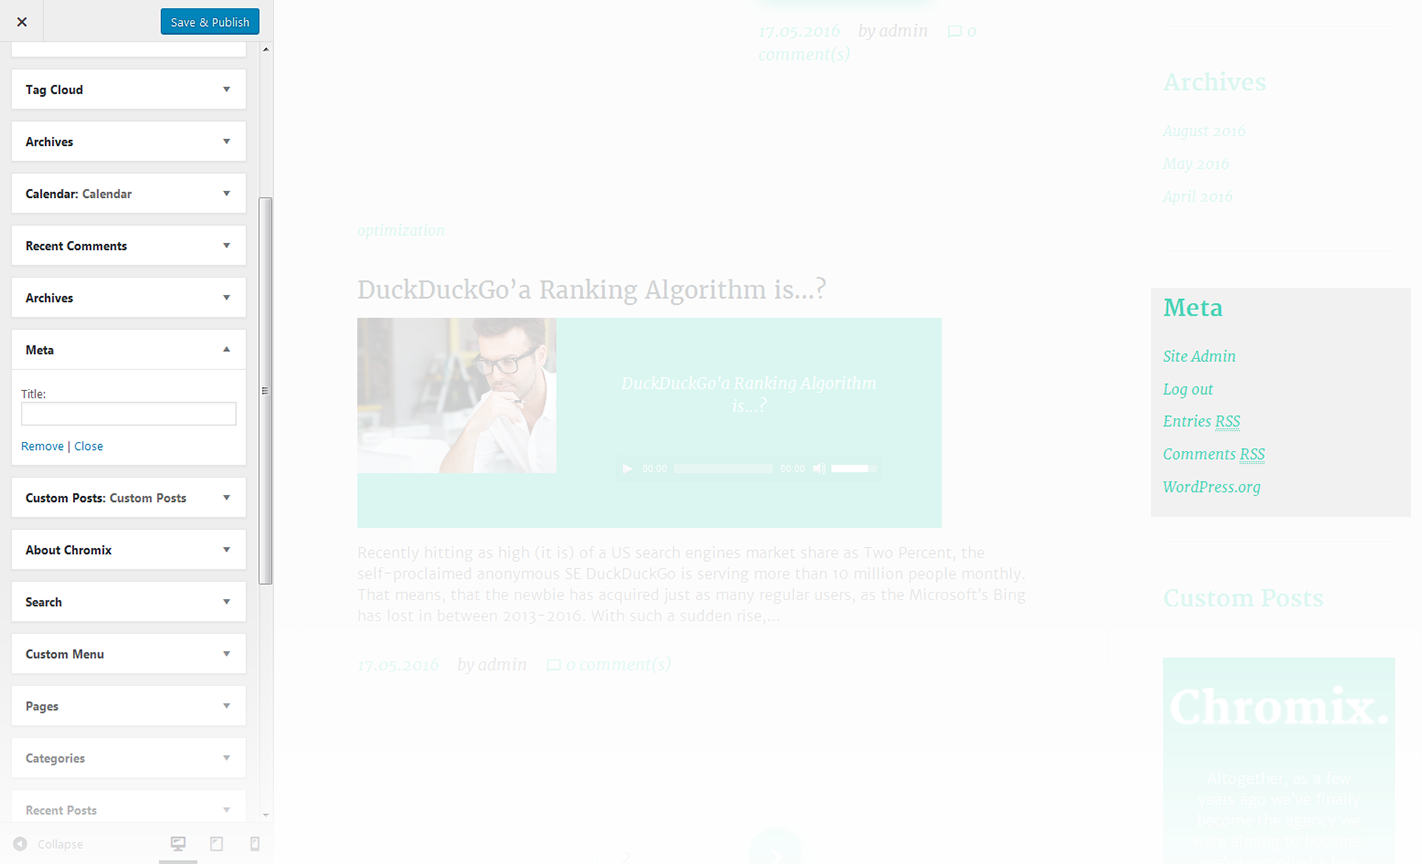 Save & Publish
Tag Cloud
Archives
Calendar: Calendar
Recent Comments
Archives
Meta
Title:
Remove | Close
Custom Posts: Custom Posts
About Chromix
Search
Custom Menu
Pages
Categories
Recent Posts
Collapse
17.05.2016 by admin 0
comment(s)
optimization
DuckDuckGo’a Ranking Algorithm is…?
DuckDuckGo’a Ranking Algorithm
is…?
00:00 00:00
Recently hitting as high (it is) of a US search engines market share as Two Percent, the
self-proclaimed anonymous SE DuckDuckGo is serving more than 10 million people monthly.
That means, that the newbie has acquired just as many regular users, as the Microsoft’s Bing
has lost in between 2013-2016. With such a sudden rise,…
17.05.2016 by admin 0 comment(s)
2
Archives
August 2016
May 2016
April 2016
Meta
Site Admin
Log out
Entries RSS
Comments RSS
WordPress.org
Custom Posts
Chromix.
Altogether, as a few
years ago we've finally
become the agency we
were aiming to become